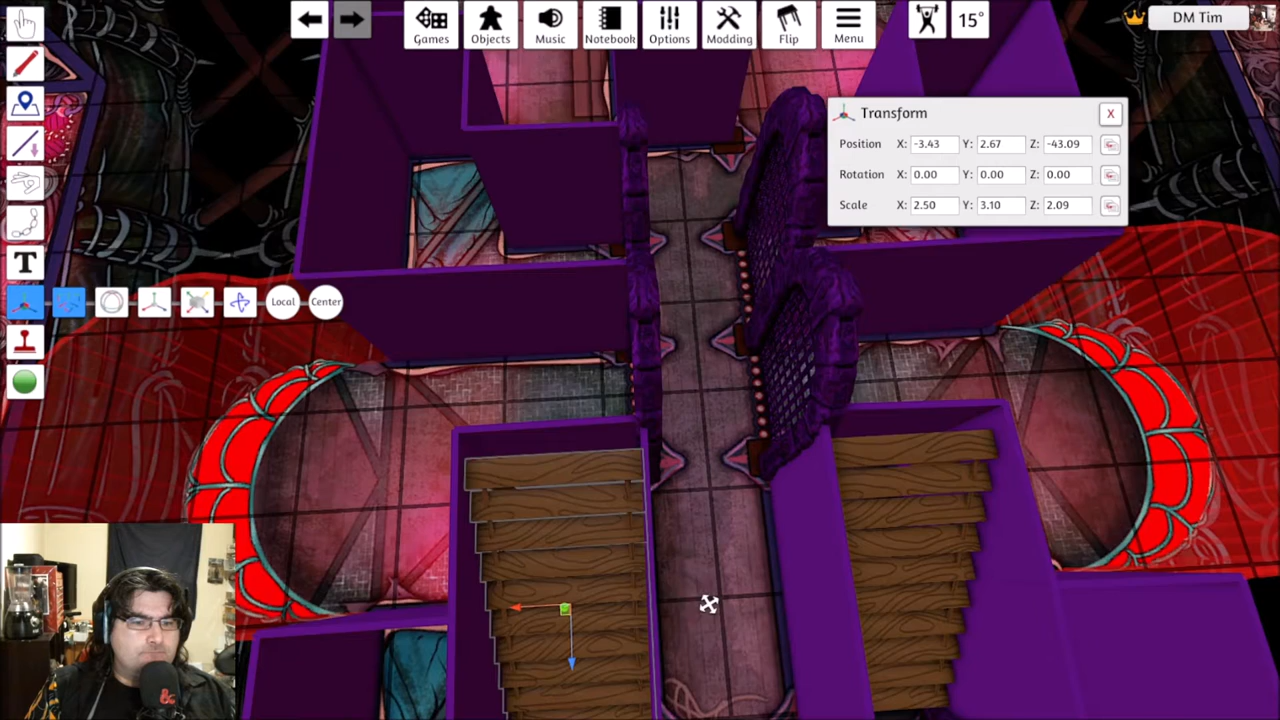 Games
Objects
Music
Notebook
Options
Modding
Flip
Menu
15°
DM Tim
Transform
X
Position X: -3.43 Y: 2.67 Z: -43.09
Rotation X: 0.00 Y: 0.00 Z: 0.00
Scale X: 2.50 Y: 3.10 Z: 2.09
T
Local
Center